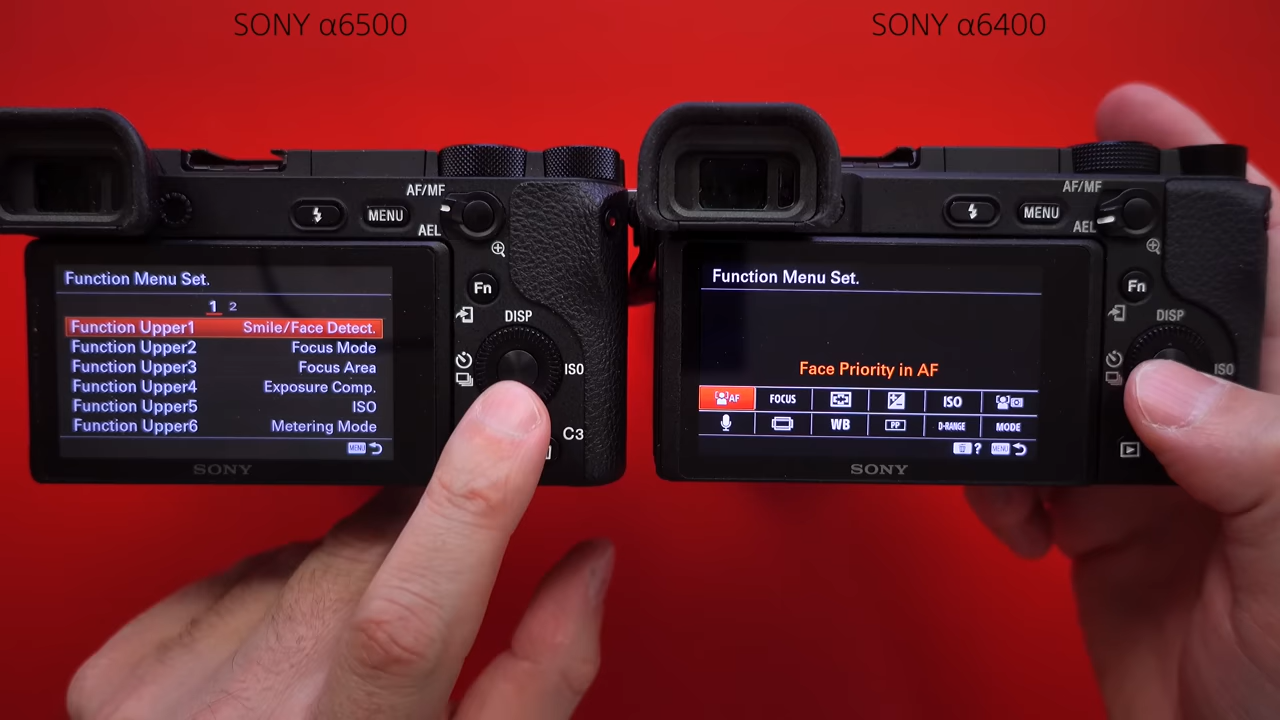 SONY α6500
SONY α6400
AF/MF
MENU
AEL
Fn
DISP
ISO
C3
Function Menu Set.
1 2
Function Upper1 Smile/Face Detect.
Function Upper2 Focus Mode
Function Upper3 Focus Area
Function Upper4 Exposure Comp.
Function Upper5 ISO
Function Upper6 Metering Mode
MENU
SONY
AF/MF
MENU
AEL
Fn
DISP
ISO
Function Menu Set.
Face Priority in AF
AF FOCUS ISO
WB PP D-RANGE MODE
? MENU
SONY